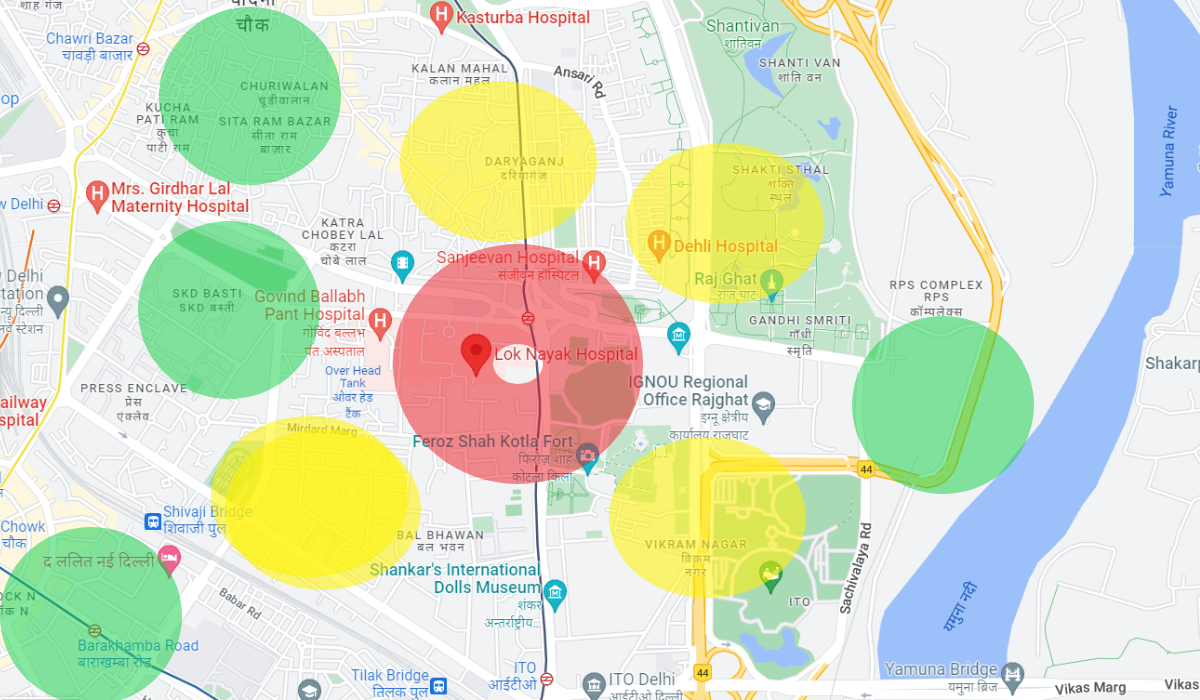 शाह गंज
चौक
Kasturba Hospital
Chawri Bazar
चावड़ी बाजार
Shantivan
शांतिवन
KALAN MAHAL
कलान महल
Ansari Rd
SHANTI VAN
शांति वन
CHURIWALAN
चूड़ीवालान
KUCHA
PATI RAM
कुचा
पाटी राम
SITA RAM BAZAR
सीता राम
बाज़ार
Yamuna River
DARYAGANJ
दरियागंज
SHAKTI STHAL
शक्ति
स्थल
Mrs. Girdhar Lal
Maternity Hospital
w Delhi
KATRA
CHOBEY LAL
कटरा
चोबे लाल
Dehli Hospital
Sanjeevan Hospital
संजीवन हॉस्पिटल
Raj Ghat
राज घाट
Delhi
tation
न्यू दिल्ली
SKD BASTI
SKD बस्ती
Govind Ballabh
Pant Hospital
गोविंद बल्लभ
पंत अस्पताल
RPS COMPLEX
RPS
कॉम्पलेक्स
GANDHI SMRITI
गाँधी
स्मृति
Lok Nayak Hospital
Over Head
Tank
ओवर हेड
टैंक
Shakarp
PRESS ENCLAVE
प्रेस
एंक्लेव
IGNOU Regional
Office Rajghat
इग्नू क्षेत्रीय
कार्यालय राजघाट
ailway
spital
Mirdard Marg
Feroz Shah Kotla Fort
फिरोज़ शाह
कोटला किला
44
Shivaji Bridge
शिवाजी पुल
Chowk
चौक
BAL BHAWAN
बल भवन
VIKRAM NAGAR
विक्रम
नगर
द ललित नई दिल्ली
Shankar's International
Dolls Museum
शंकर
अन्तर्राष्ट्रीय...
Sachivalaya Rd
OCK N
ॉक N
Babar Rd
ITO
यमुना नदी
Barakhamba Road
बाराखम्बा रोड
Tilak Bridge
तिलक पुल
ITO
आईटीओ
ITO Delhi
आईटीओ दिल्ली
44
Yamuna Bridge
यमुना ब्रिज
Vikas Marg
Vikas